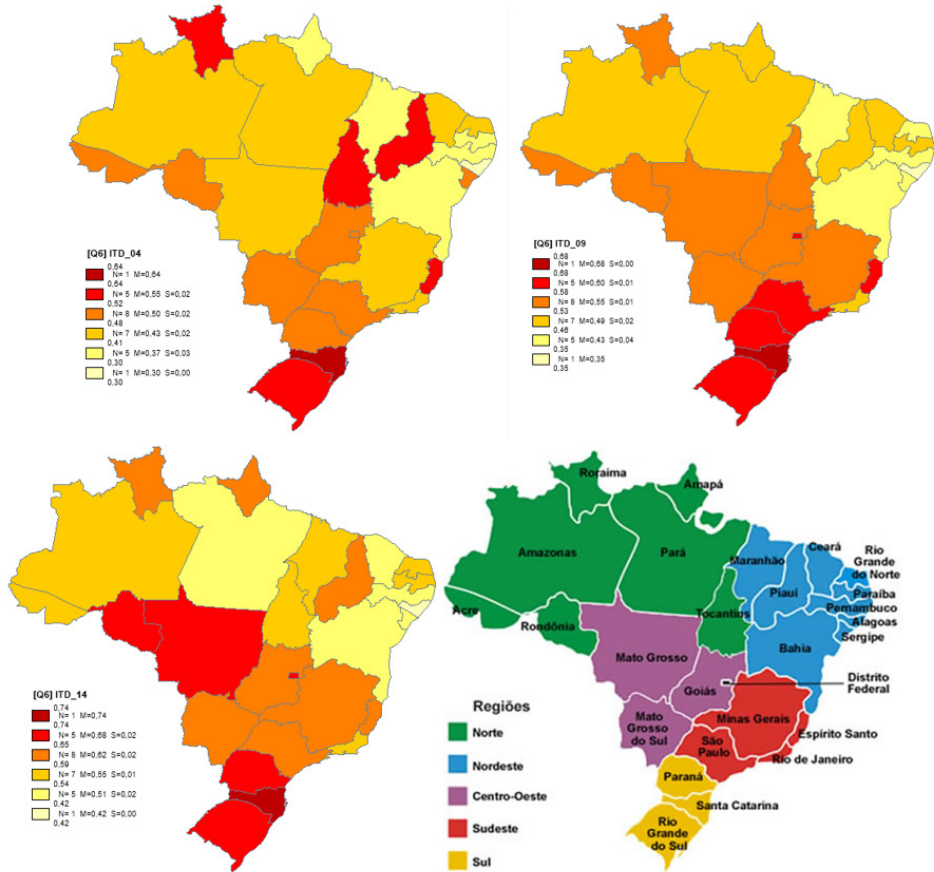 [Q6] ITD_04
0,64
N= 1 M=0,64
0,64
N= 5 M=0,55 S=0,02
0,52
N= 8 M=0,50 S=0,02
0,48
N= 7 M=0,43 S=0,02
0,41
N= 5 M=0,37 S=0,03
0,30
N= 1 M=0,30 S=0,00
0,30
[Q6] ITD_09
0,68
N= 1 M=0,68 S=0,00
0,68
N= 5 M=0,60 S=0,01
0,58
N= 8 M=0,55 S=0,01
0,53
N= 7 M=0,49 S=0,02
0,46
N= 5 M=0,43 S=0,04
0,35
N= 1 M=0,35
0,35
[Q6] ITD_14
0,74
N= 1 M=0,74
0,74
N= 5 M=0,68 S=0,02
0,65
N= 8 M=0,62 S=0,02
0,59
N= 7 M=0,55 S=0,01
0,54
N= 5 M=0,51 S=0,02
0,42
N= 1 M=0,42 S=0,00
0,42
Roraima
Amapá
Amazonas
Pará
Maranhão
Ceará
Rio
Grande
do Norte
Piauí
Paraíba
Pernambuco
Alagoas
Sergipe
Acre
Rondônia
Tocantins
Bahia
Mato Grosso
Distrito
Federal
Goiás
Mato
Grosso
do Sul
Minas Gerais
Espírito Santo
São
Paulo
Rio de Janeiro
Paraná
Santa Catarina
Rio
Grande
do Sul
Regiões
Norte
Nordeste
Centro-Oeste
Sudeste
Sul